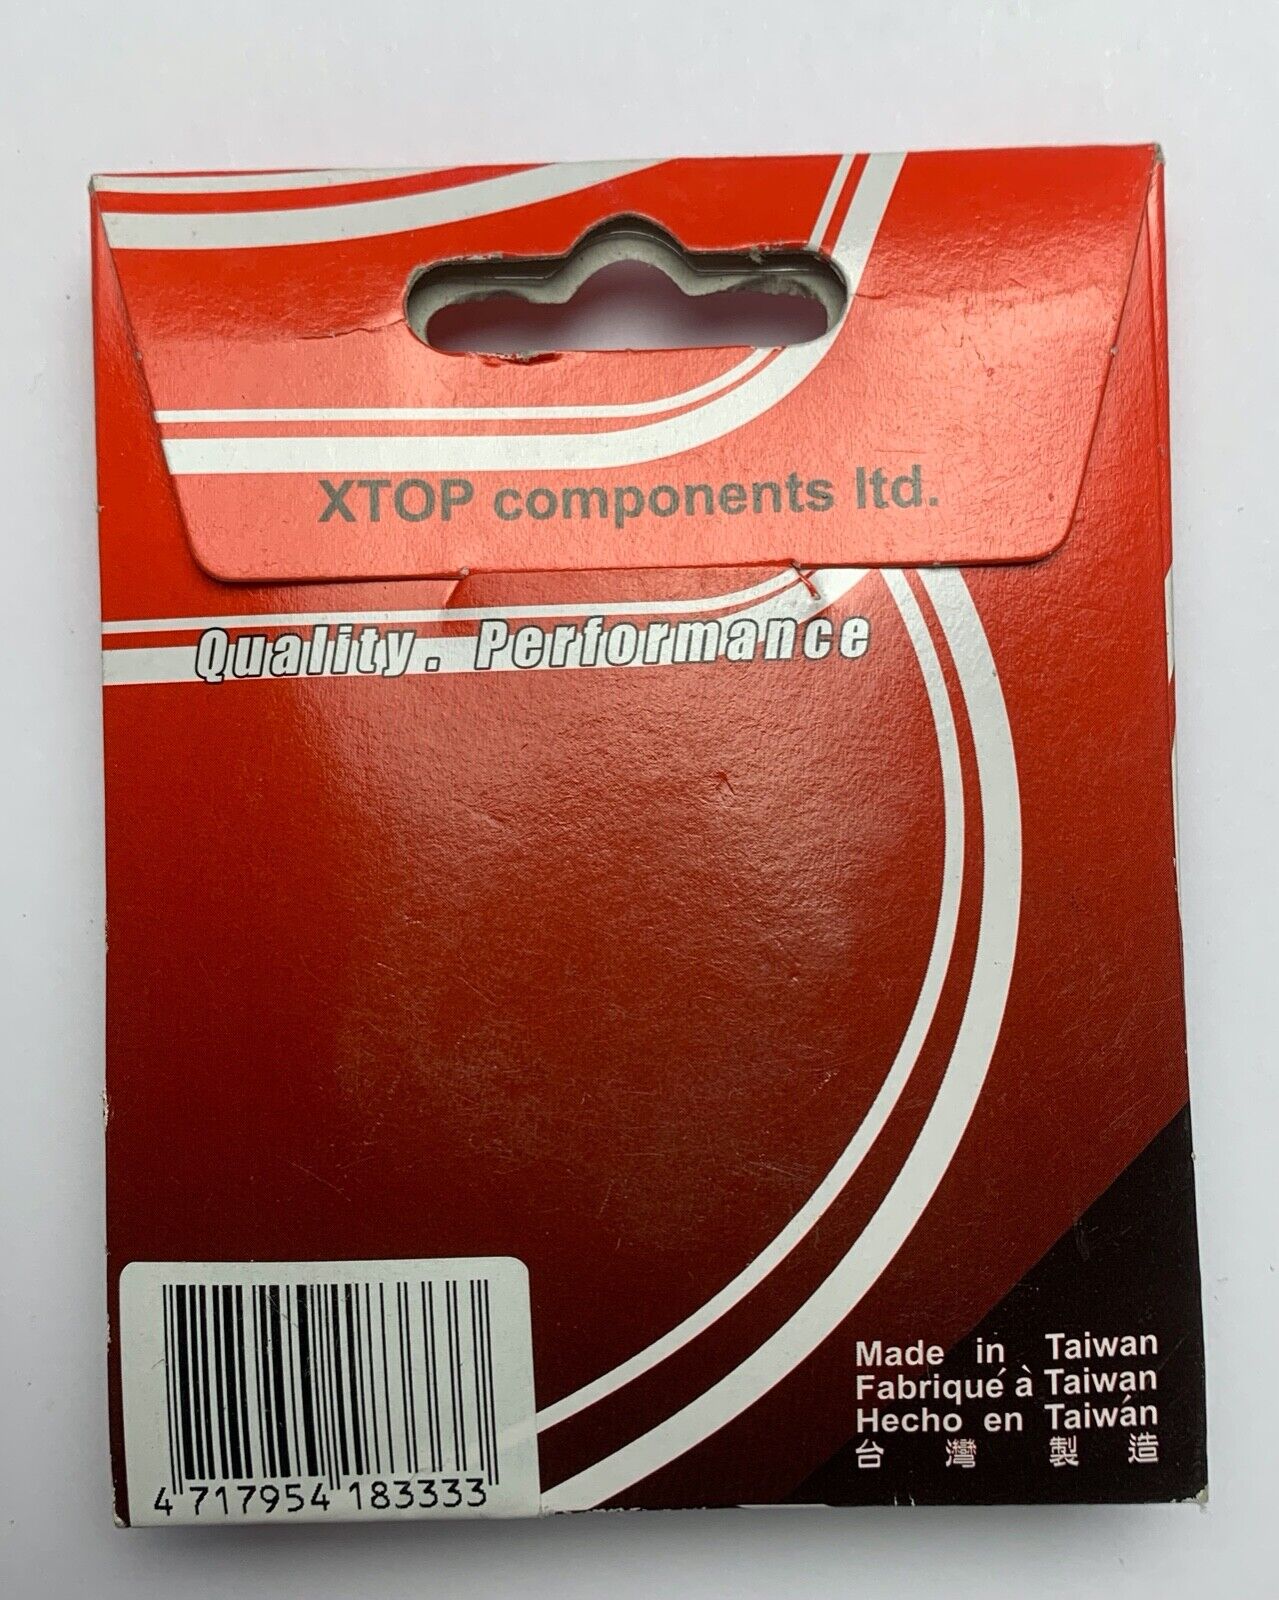 XTOP components ltd.
Quality. Performance
Made in Taiwan
Fabriqué à Taiwan
Hecho en Taiwán
台灣製造
4 717954 183333